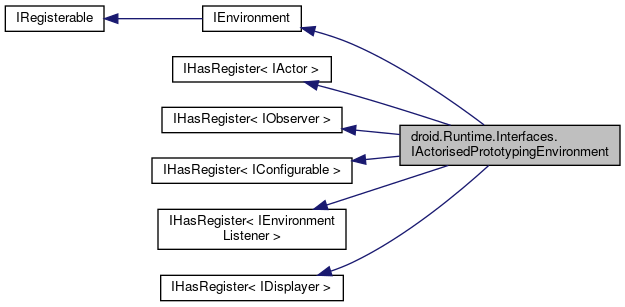 IRegisterable
IEnvironment
IHasRegister< IActor >
IHasRegister< IObserver >
droid.Runtime.Interfaces.
IActorisedPrototypingEnvironment
IHasRegister< IConfigurable >
IHasRegister< IEnvironment
Listener >
IHasRegister< IDisplayer >